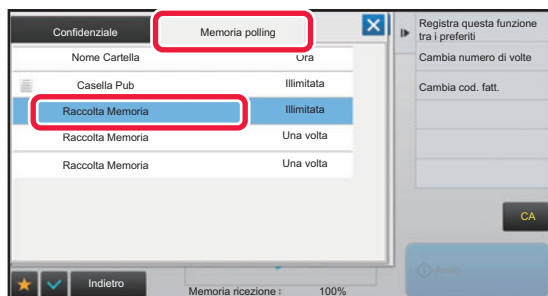 Confidenziale
Memoria polling
Nome Cartella
Ora
Casella Pub
Illimitata
Raccolta Memoria
Illimitata
Raccolta Memoria
Una volta
Raccolta Memoria
Una volta
Indietro
Memoria ricezione : 100%
Registra questa funzione
tra i preferiti
Cambia numero di volte
Cambia cod. fatt.
CA
Avvio